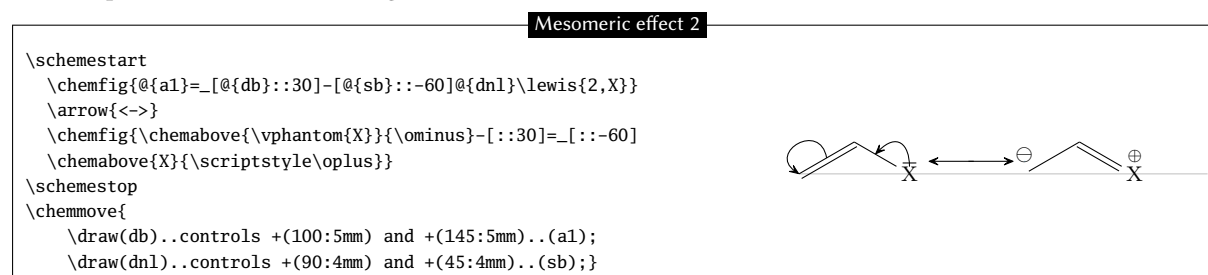 Mesomeric effect 2
\schemestart
\chemfig{@{a1}=_[@{db}::30]-[@{sb}::-60]@{dnl}\lewis{2,X}}
\arrow{<->}
\chemfig{\chemabove{\vphantom{X}}{\ominus}-[::30]=_[::-60]
\chemabove{X}{\scriptstyle\oplus}}
\schemestop
\chemmove{
\draw(db)..controls +(100:5mm) and +(145:5mm)..(a1);
\draw(dnl)..controls +(90:4mm) and +(45:4mm)..(sb);}
X ⊖ ⊕ X